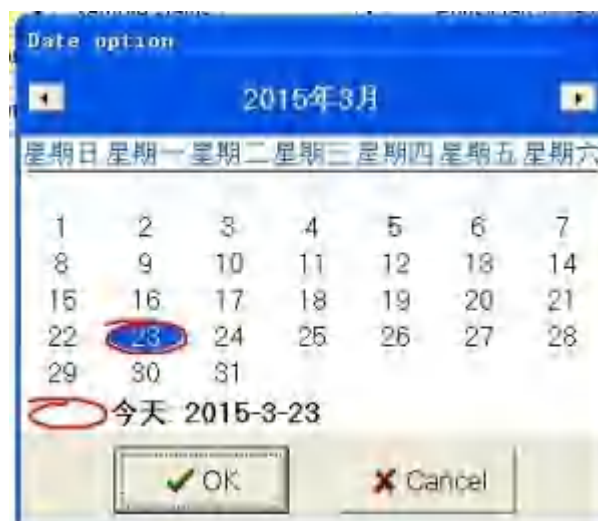 Date option
2015年3月
星期日 星期一 星期二 星期三 星期四 星期五 星期六
1 2 3 4 5 6 7
8 9 10 11 12 13 14
15 16 17 18 19 20 21
22 23 24 25 26 27 28
29 30 31
今天 2015-3-23
OK Cancel